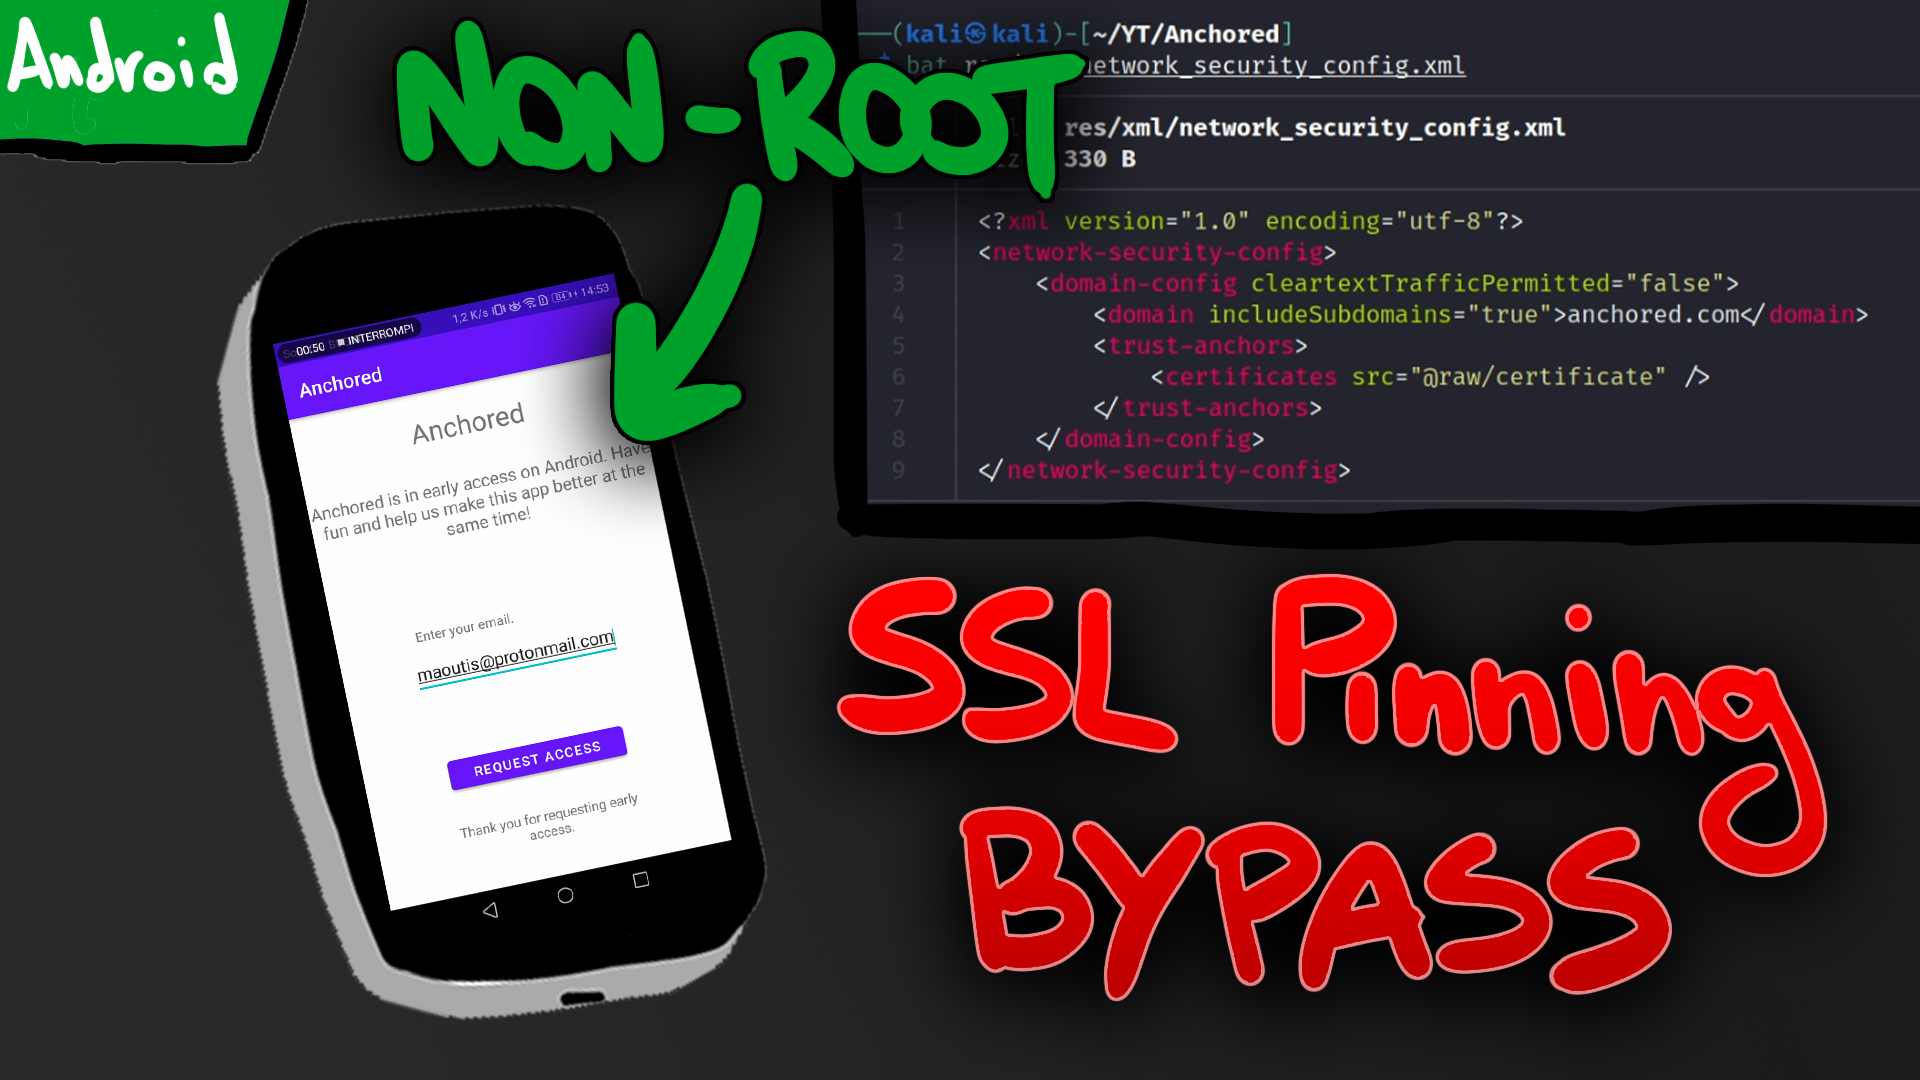 Android
NON-ROOT
(kali㉿kali)-[~/YT/Anchored]
bat network_security_config.xml
res/xml/network_security_config.xml
330 B
1 <?xml version="1.0" encoding="utf-8"?>
2 <network-security-config>
3 <domain-config cleartextTrafficPermitted="false">
4 <domain includeSubdomains="true">anchored.com</domain>
5 <trust-anchors>
6 <certificates src="@raw/certificate" />
7 </trust-anchors>
8 </domain-config>
9 </network-security-config>
00:50 INTERROMPI 1,2 K/s 84 14:53
Anchored
Anchored
Anchored is in early access on Android. Have
fun and help us make this app better at the
same time!
Enter your email.
maoutis@protonmail.com
REQUEST ACCESS
Thank you for requesting early
access.
SSL Pinning
BYPASS